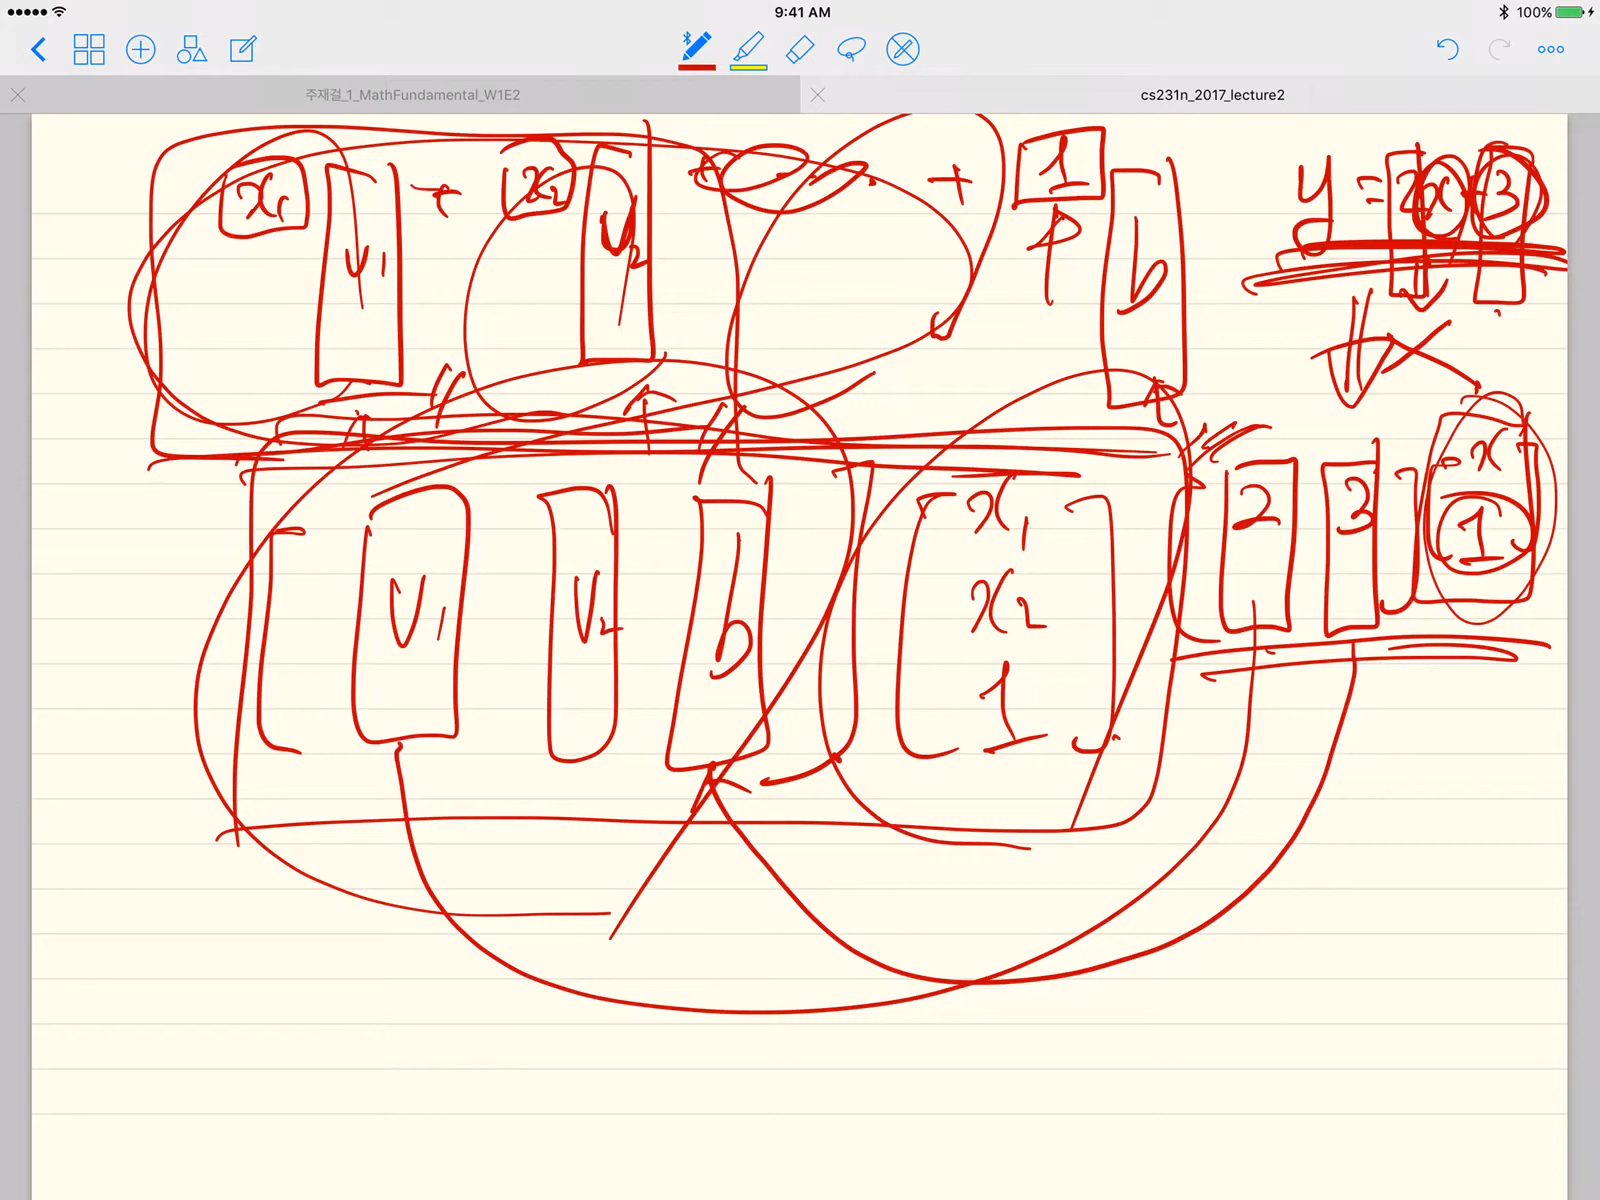 9:41 AM
100%
주재걸_1_MathFundamental_W1E2
cs231n_2017_lecture2
x₁ v₁ + x₂ v₂ + 1 b
y = 2x + 3
v₁ v₂ b
x₁
x₂
1
2 3
x
1